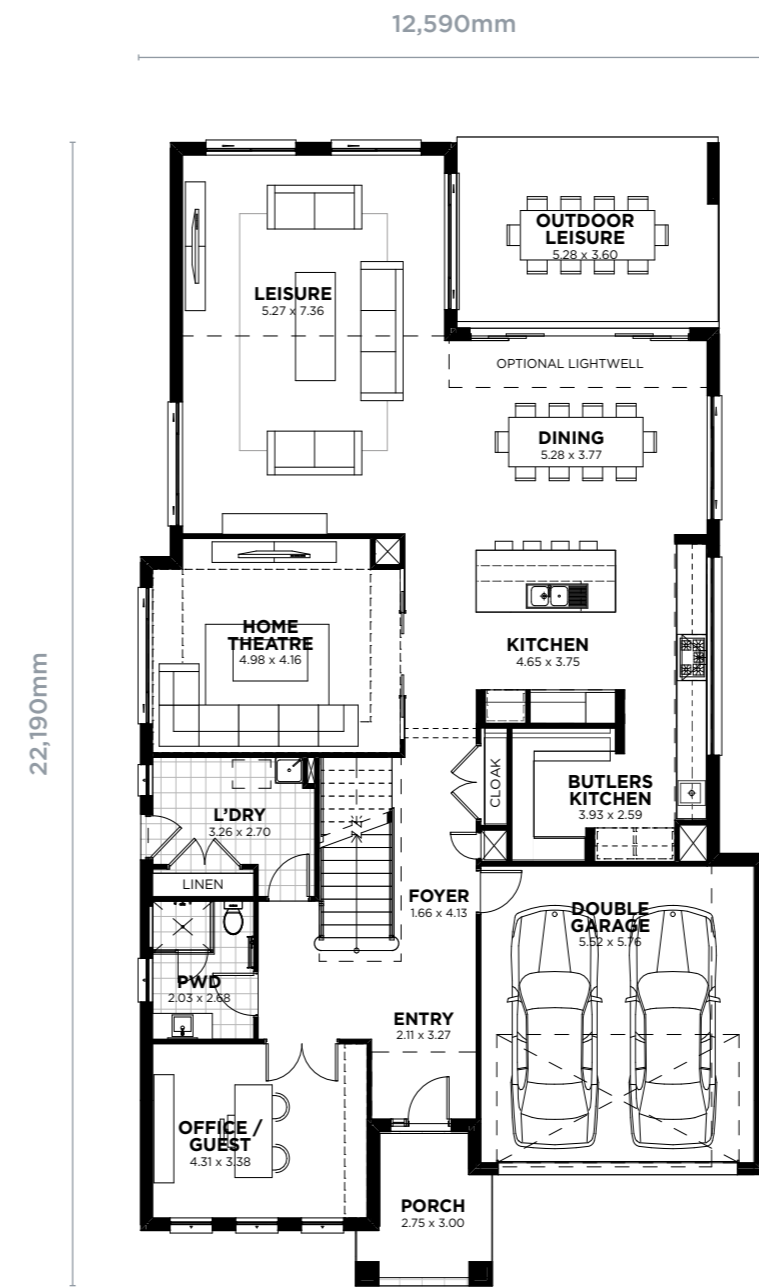 12,590mm
OUTDOOR
LEISURE
5.28 x 3.60
LEISURE
5.27 x 7.36
OPTIONAL LIGHTWELL
DINING
5.28 x 3.77
HOME
THEATRE
4.98 x 4.16
KITCHEN
4.65 x 3.75
22,190mm
CLOAK
BUTLERS
KITCHEN
3.93 x 2.59
L'DRY
3.26 x 2.70
LINEN
FOYER
1.66 x 4.13
DOUBLE
GARAGE
5.52 x 5.76
PWD
2.03 x 2.68
ENTRY
2.11 x 3.27
OFFICE /
GUEST
4.31 x 3.38
PORCH
2.75 x 3.00